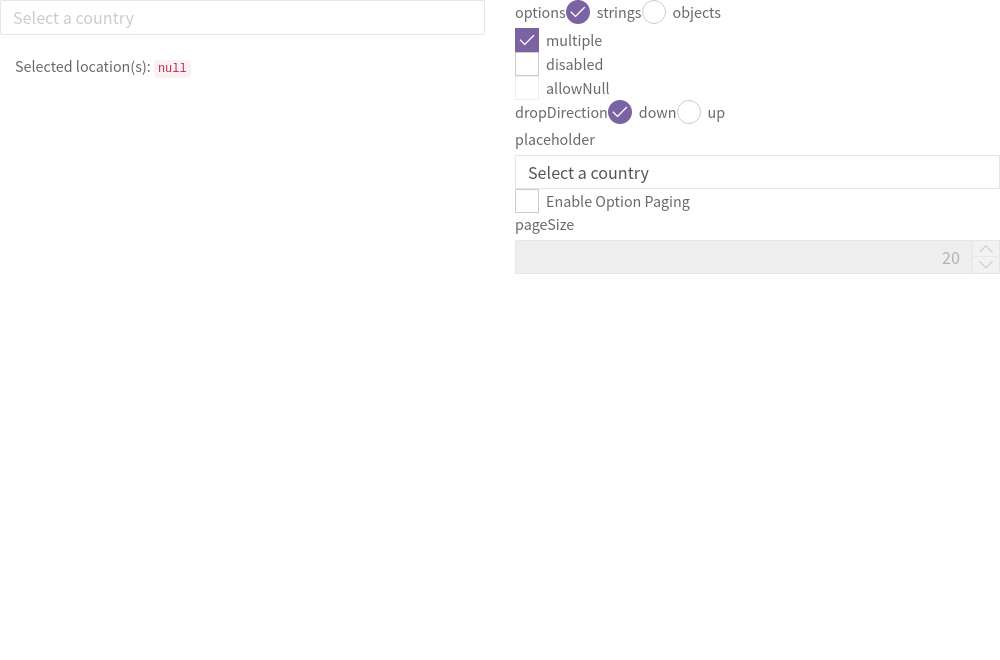 Select a country
Selected location(s): null
options strings objects
multiple
disabled
allowNull
dropDirection down up
placeholder
Select a country
Enable Option Paging
pageSize
20